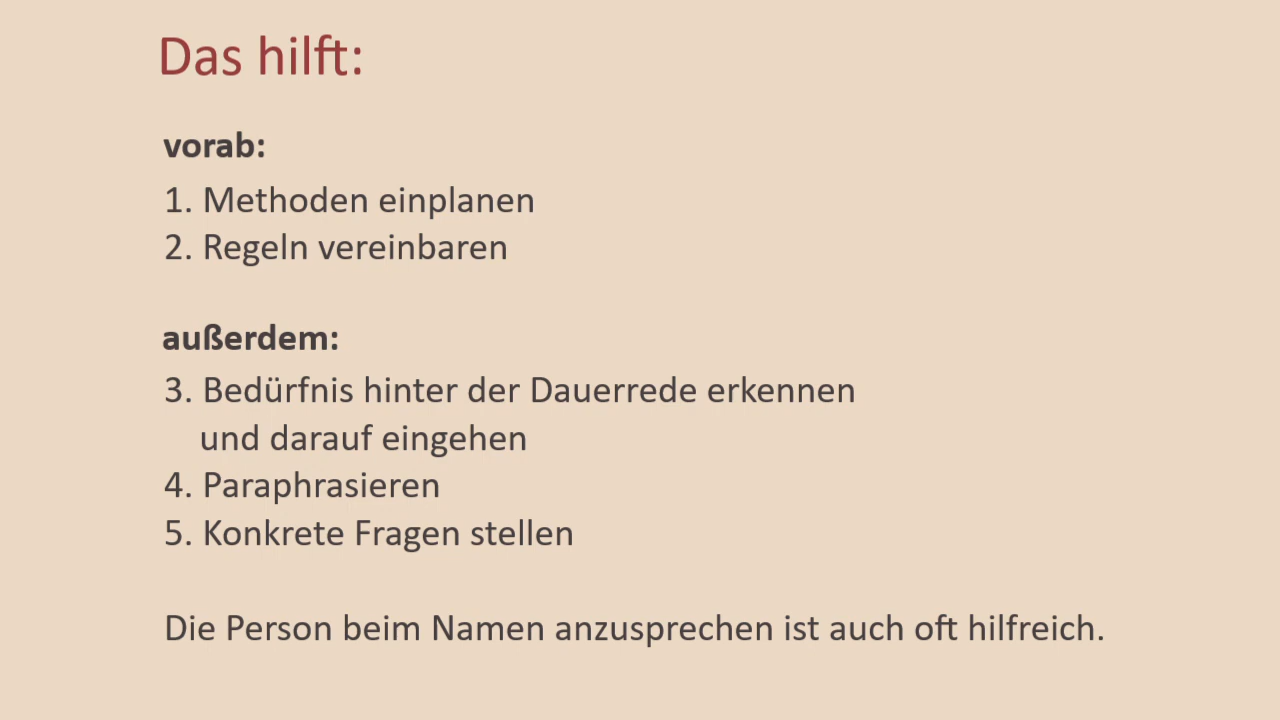 Das hilft:
vorab:
1. Methoden einplanen
2. Regeln vereinbaren
außerdem:
3. Bedürfnis hinter der Dauerrede erkennen
und darauf eingehen
4. Paraphrasieren
5. Konkrete Fragen stellen
Die Person beim Namen anzusprechen ist auch oft hilfreich.